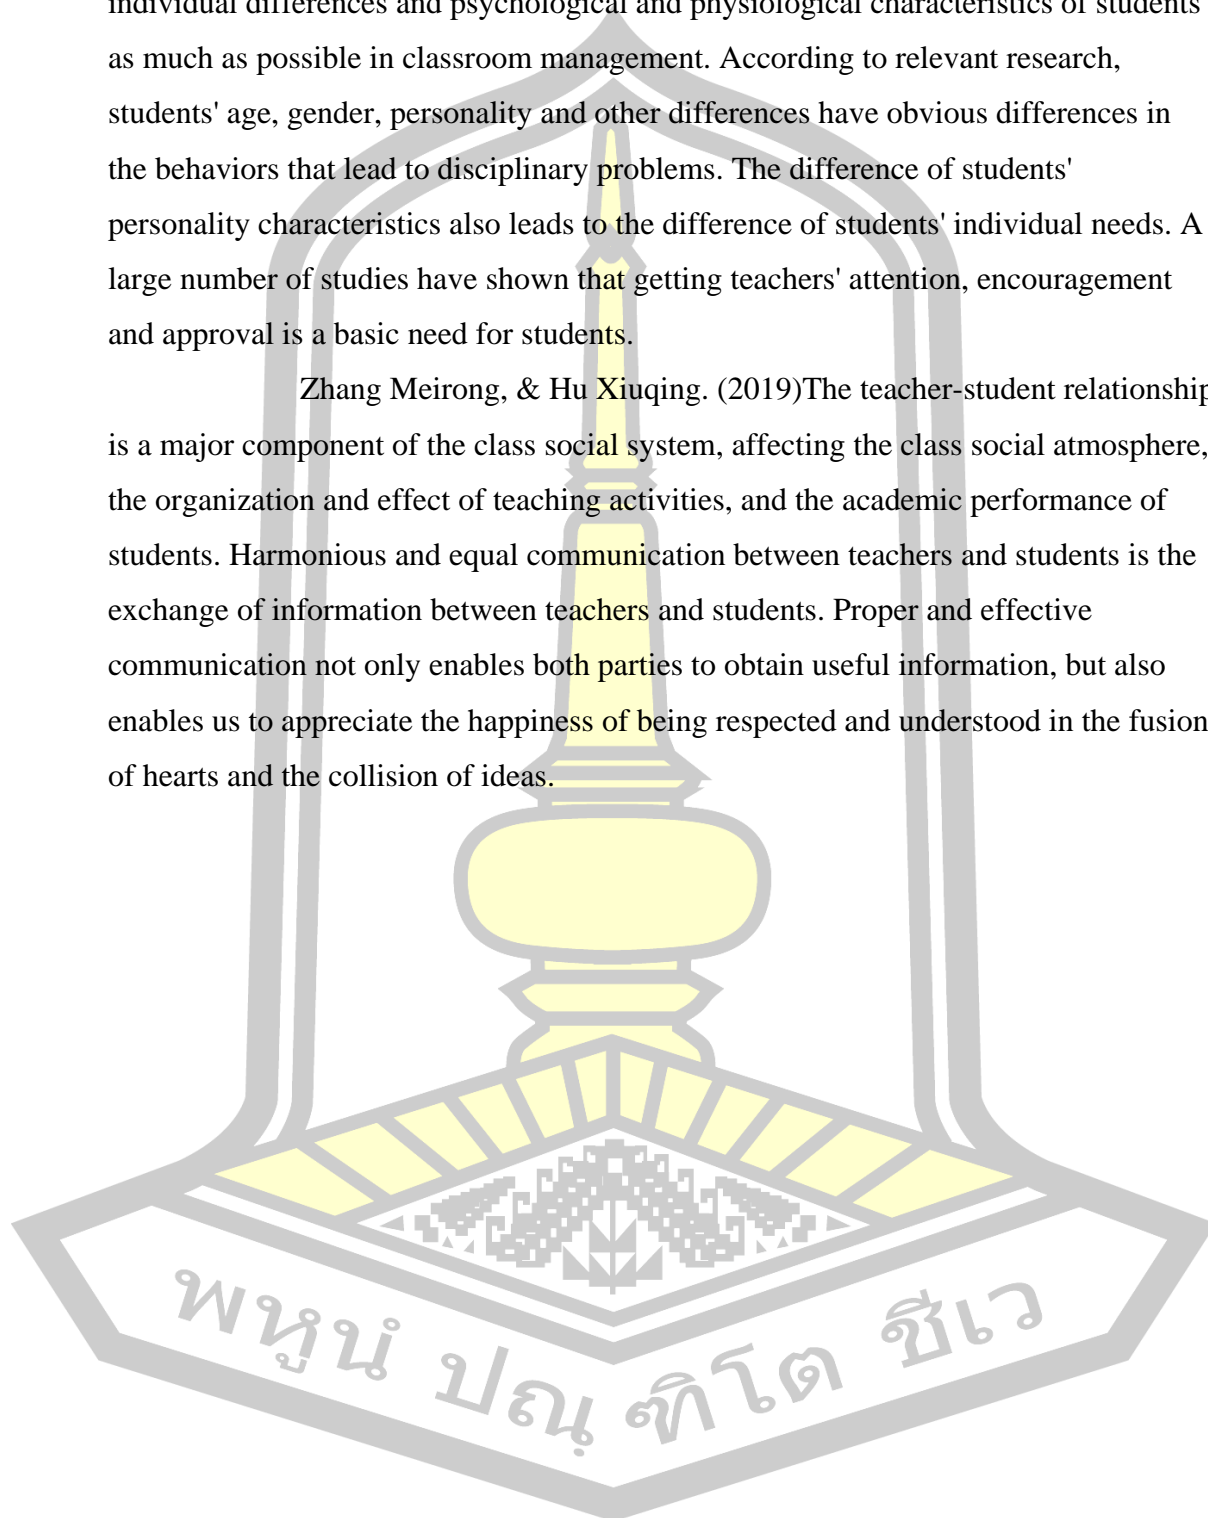 individual differences and psychological and physiological characteristics of students
as much as possible in classroom management. According to relevant research,
students' age, gender, personality and other differences have obvious differences in
the behaviors that lead to disciplinary problems. The difference of students'
personality characteristics also leads to the difference of students' individual needs. A
large number of studies have shown that getting teachers' attention, encouragement
and approval is a basic need for students.
Zhang Meirong, & Hu Xiuqing. (2019)The teacher-student relationship
is a major component of the class social system, affecting the class social atmosphere,
the organization and effect of teaching activities, and the academic performance of
students. Harmonious and equal communication between teachers and students is the
exchange of information between teachers and students. Proper and effective
communication not only enables both parties to obtain useful information, but also
enables us to appreciate the happiness of being respected and understood in the fusion
of hearts and the collision of ideas.
พหูนํ ปณฺฑิโต ชีเว